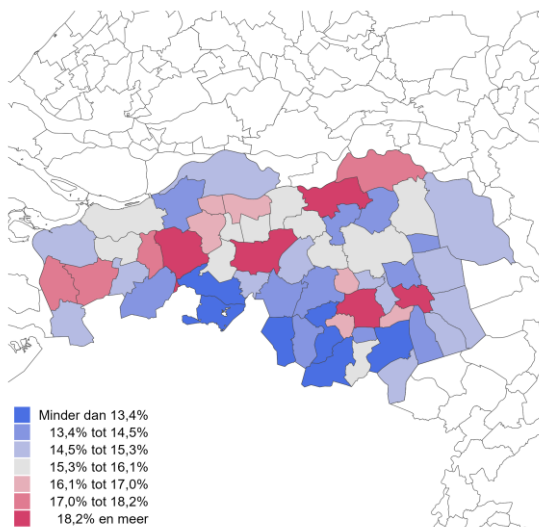 Minder dan 13,4%
13,4% tot 14,5%
14,5% tot 15,3%
15,3% tot 16,1%
16,1% tot 17,0%
17,0% tot 18,2%
18,2% en meer